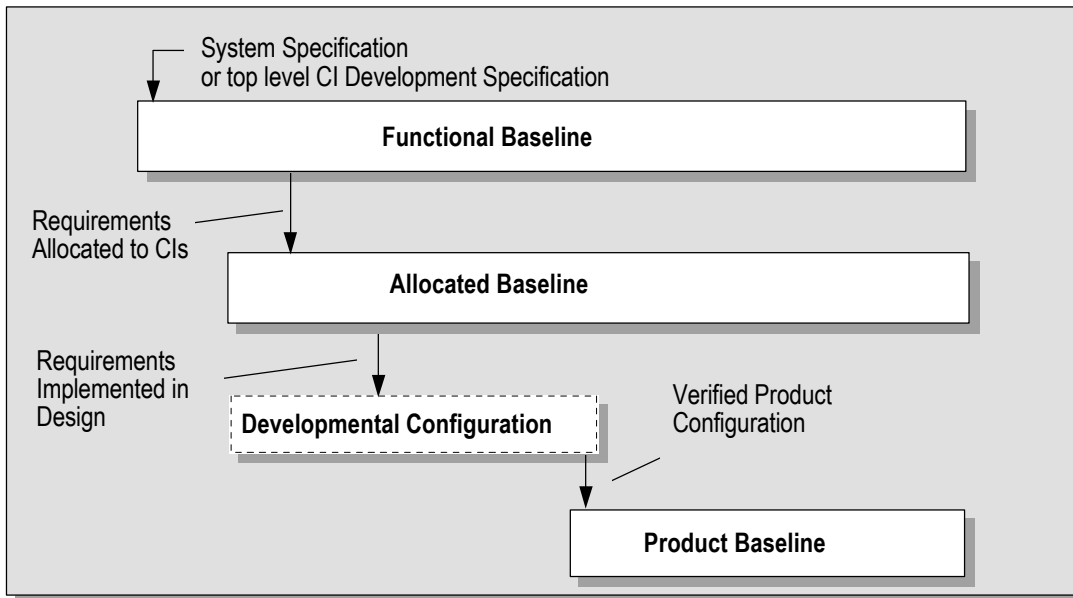 System Specification
or top level CI Development Specification
Functional Baseline
Requirements
Allocated to CIs
Allocated Baseline
Requirements
Implemented in
Design
Developmental Configuration
Verified Product
Configuration
Product Baseline